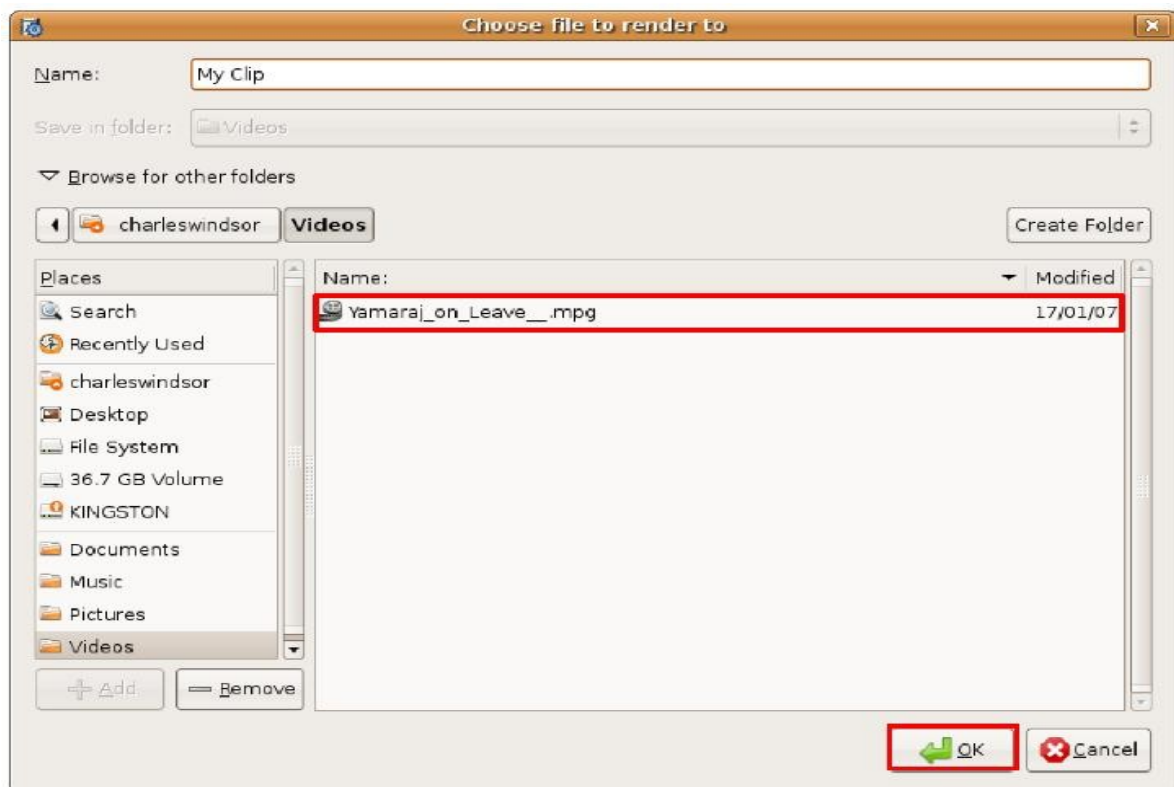 Choose file to render to
Name: My Clip
Save in folder: Videos
Browse for other folders
charleswindsor Videos Create Folder
Places Name: Modified
Search Yamaraj_on_Leave__.mpg 17/01/07
Recently Used
charleswindsor
Desktop
File System
36.7 GB Volume
KINGSTON
Documents
Music
Pictures
Videos
Add Remove
OK Cancel